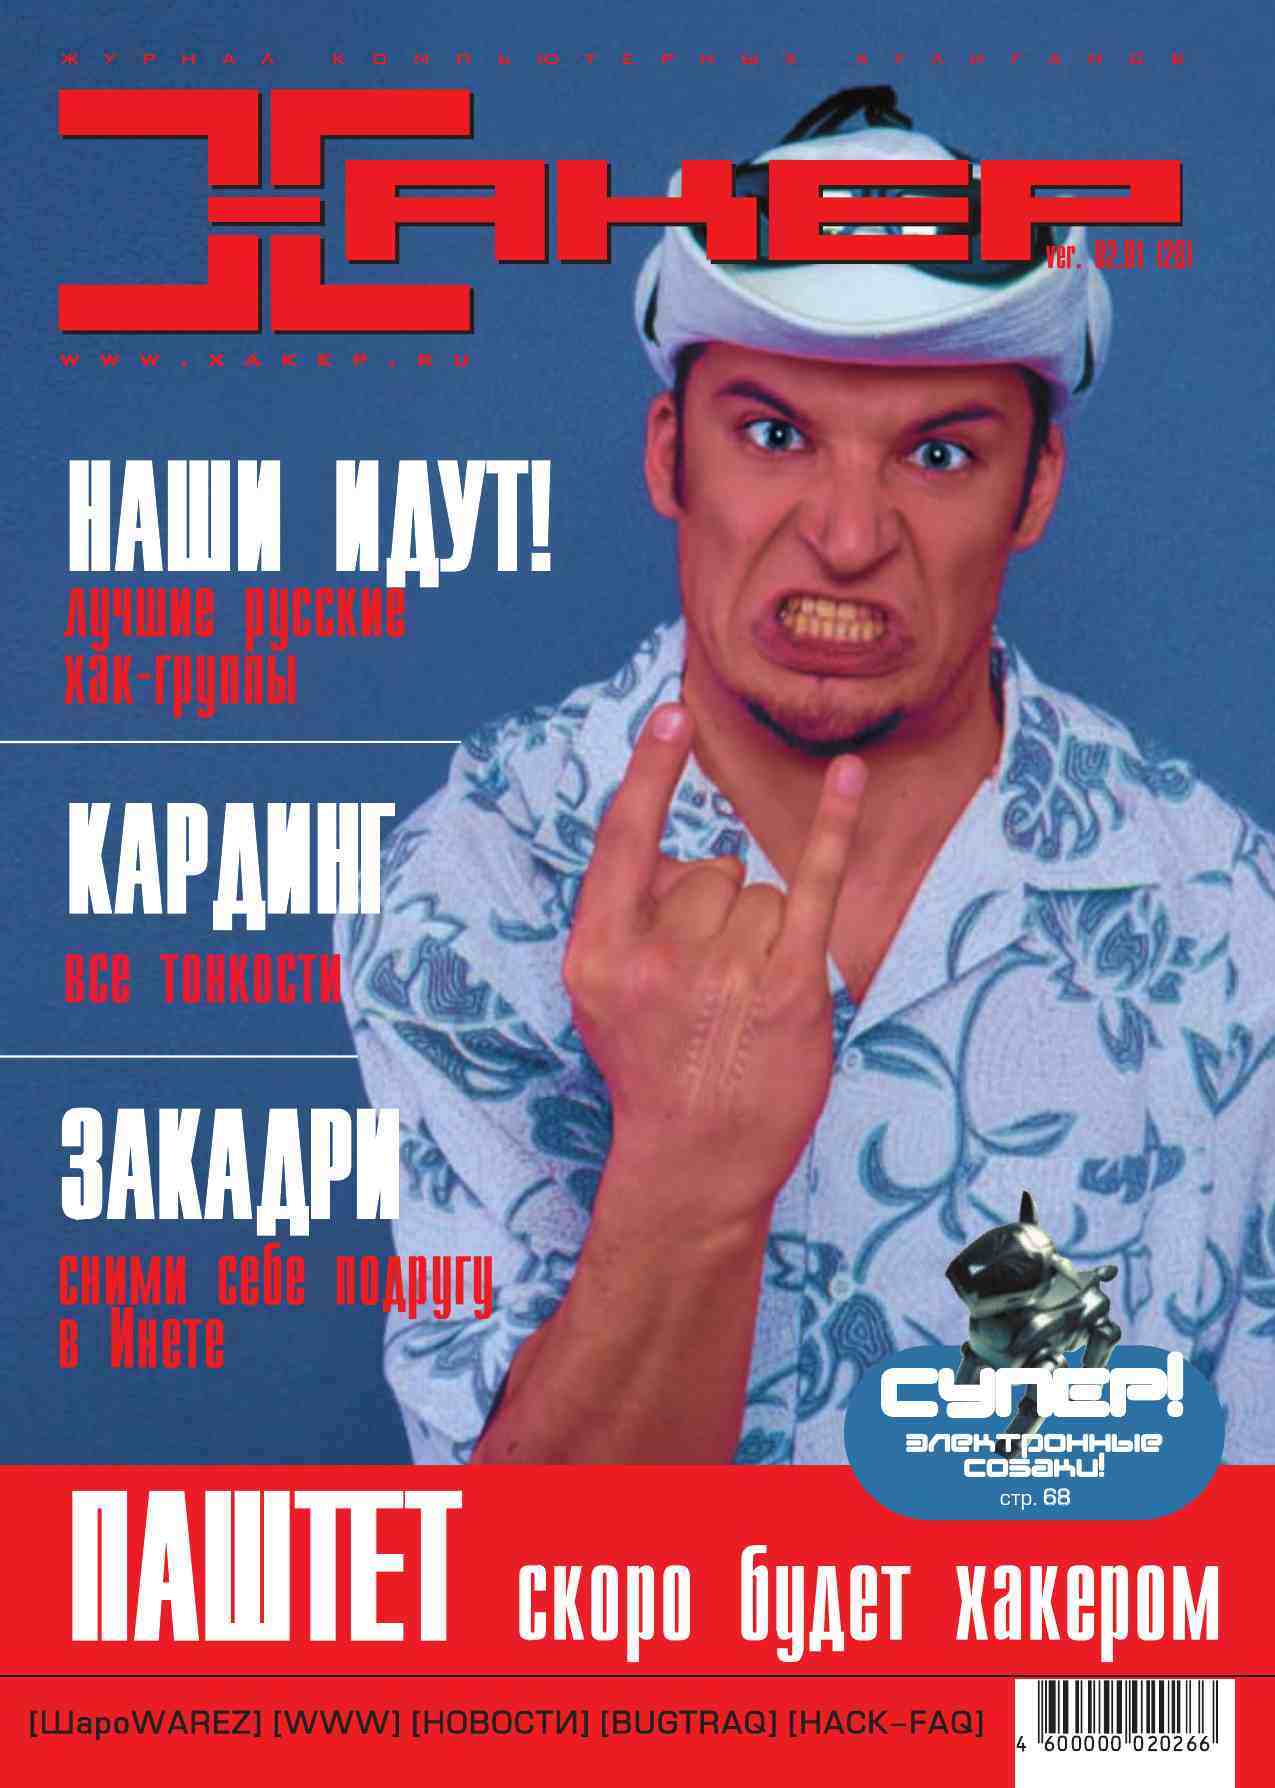 ЖУРНАЛ КОМПЬЮТЕРНЫХ ХУЛИГАНОВ
ХАКЕР
ver. 02.01 (26)
WWW.XAKEP.RU
НАШИ ИДУТ!
лучшие русские
хак-группы
КАРДИНГ
все тонкости
ЗАКАДРИ
сними себе подругу
в Инете
СУПЕР!
электронные
собаки!
стр. 68
ПАШТЕТ скоро будет хакером
[ШароWAREZ] [WWW] [НОВОСТИ] [BUGTRAQ] [HACK-FAQ]
4 600000 020266